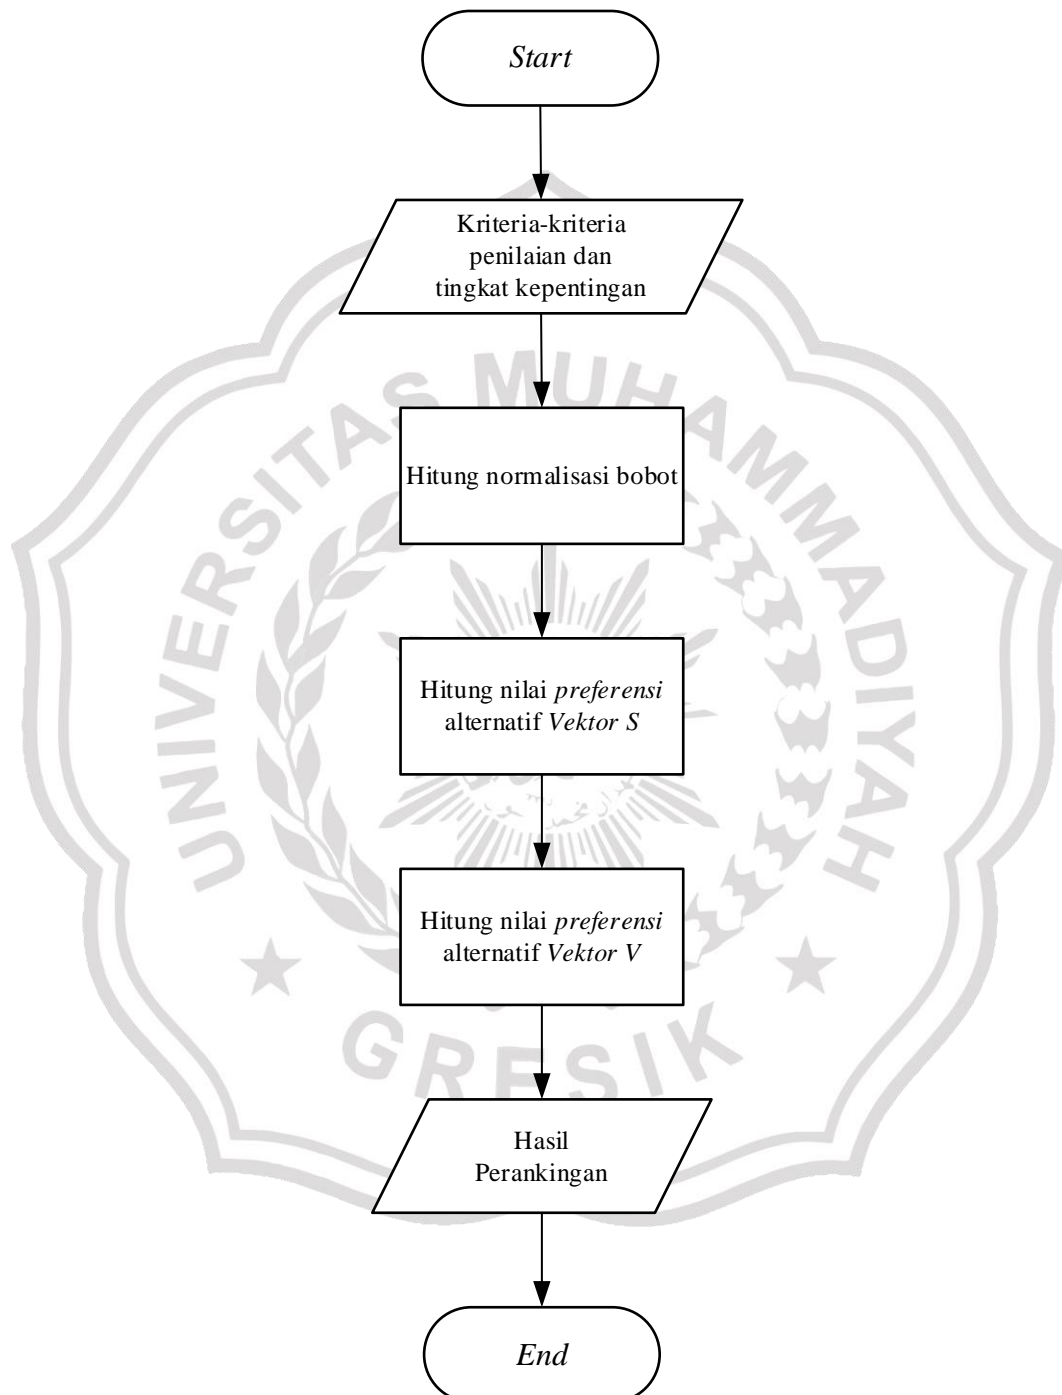 Start
Kriteria-kriteria
penilaian dan
tingkat kepentingan
UNIVERSITAS MUHAMMADIYAH
Hitung normalisasi bobot
Hitung nilai preferensi
alternatif Vektor S
Hitung nilai preferensi
alternatif Vektor V
GRESIK
Hasil
Perankingan
End